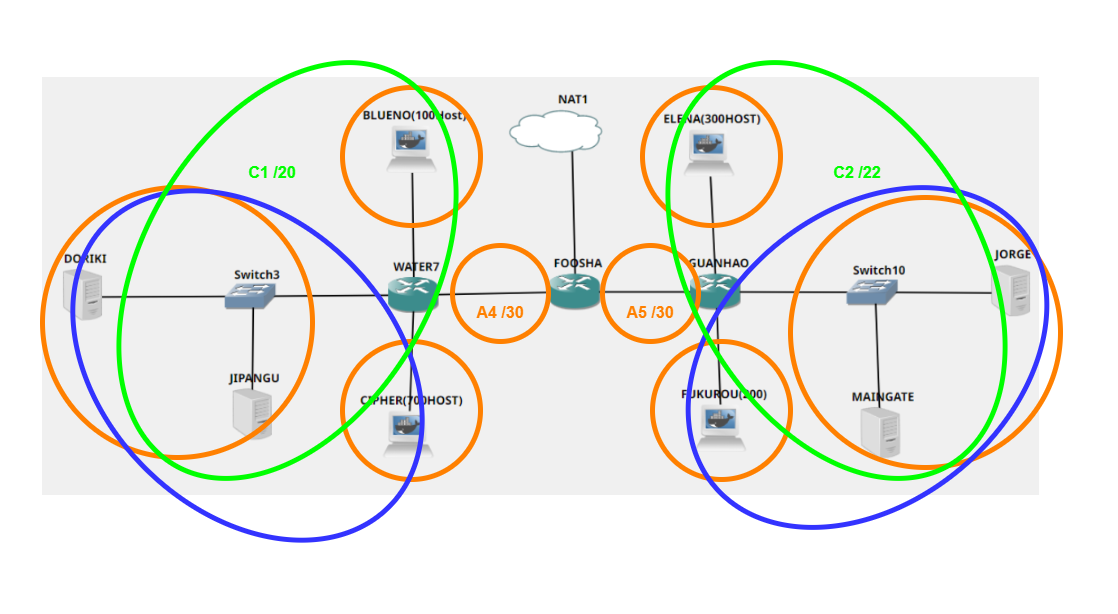 NAT1
BLUENO(100Host)
ELENA(300HOST)
C1 /20
C2 /22
DORIKI
Switch3
WATER7
FOOSHA
GUANHAO
Switch10
JORGE
A4 /30
A5 /30
JIPANGU
CIPHER(700HOST)
FUKUROU(200)
MAINGATE